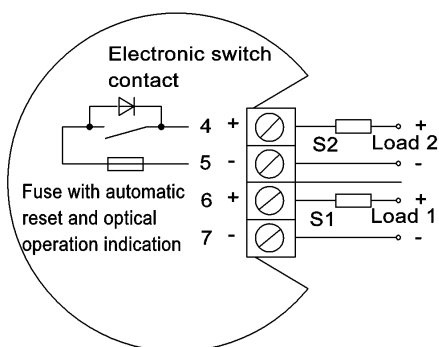 Electronic switch
contact
4 + S2 Load 2 +
5 - -
Fuse with automatic
reset and optical
operation indication
6 + S1 Load 1 +
7 - -